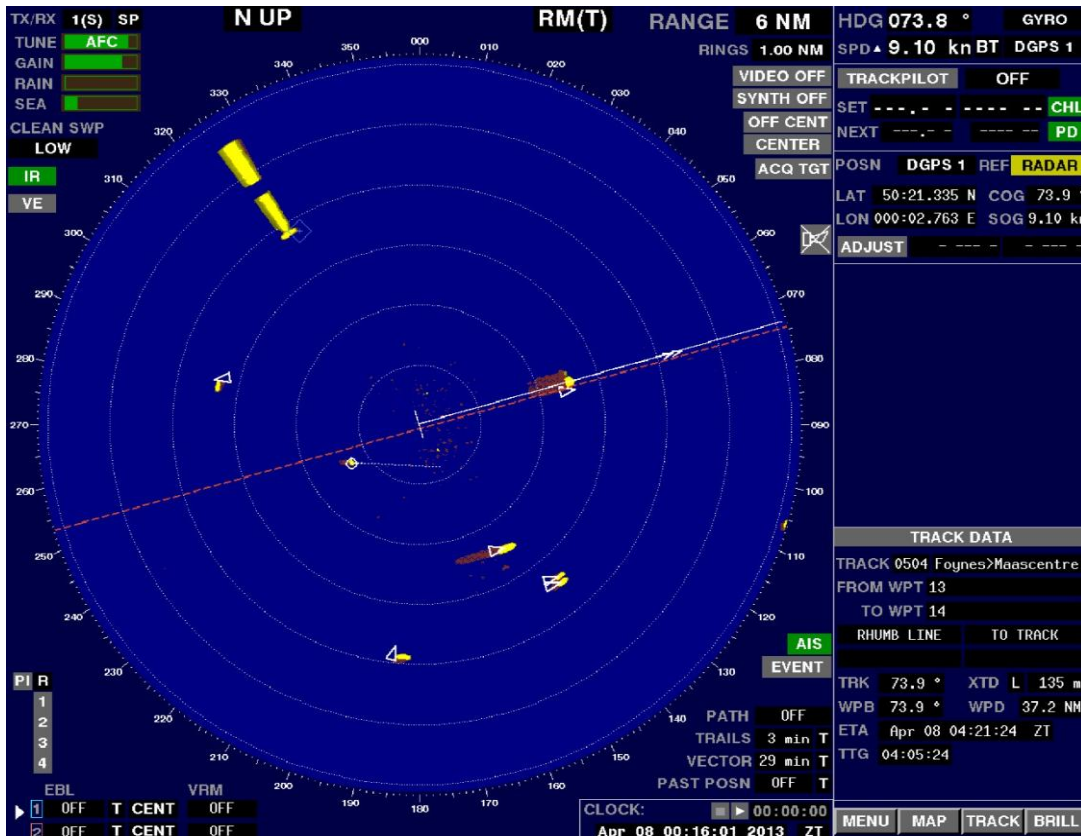 TX/RX 1(S) SP
TUNE AFC
GAIN
RAIN
SEA
CLEAN SWP
LOW
IR
VE
N UP
RM(T)
RANGE 6 NM
RINGS 1.00 NM
VIDEO OFF
SYNTH OFF
OFF CENT
CENTER
ACQ TGT
000
010
020
030
040
050
060
070
080
090
100
110
120
130
140
150
160
170
180
190
200
210
220
230
240
250
260
270
280
290
300
310
320
330
340
350
AIS
EVENT
PATH OFF
TRAILS 3 min T
VECTOR 29 min T
PAST POSN OFF T
PI R
1
2
3
4
EBL VRM
1 OFF T CENT OFF
2 OFF T CENT OFF
CLOCK: 00:00:00
Apr 08 00:16:01 2013 ZT
HDG 073.8 ° GYRO
SPD 9.10 kn BT DGPS 1
TRACKPILOT OFF
SET ---.- - ---- -- CHL
NEXT ---.- - ---- -- PD
POSN DGPS 1 REF RADAR
LAT 50:21.335 N COG 73.9 °
LON 000:02.763 E SOG 9.10 kn
ADJUST - --- - - --- -
TRACK DATA
TRACK 0504 Foynes>Maascentre
FROM WPT 13
TO WPT 14
RHUMB LINE TO TRACK
TRK 73.9 ° XTD L 135 m
WPB 73.9 ° WPD 37.2 NM
ETA Apr 08 04:21:24 ZT
TTG 04:05:24
MENU MAP TRACK BRILL